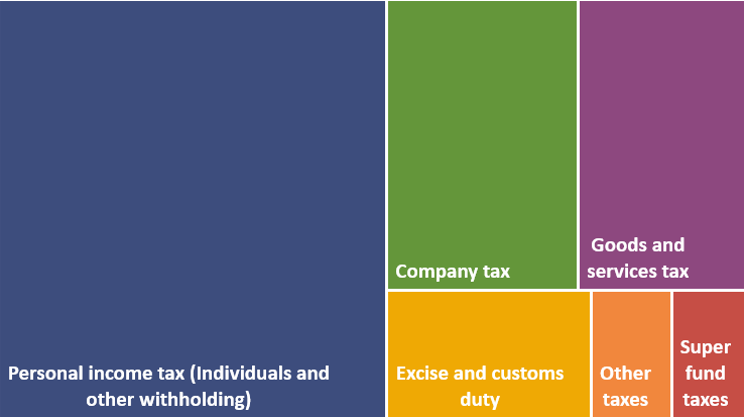 Personal income tax (Individuals and
other withholding)
Company tax
Goods and
services tax
Excise and customs
duty
Other
taxes
Super
fund
taxes